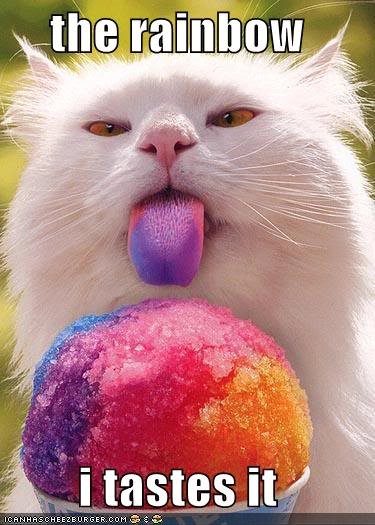 the rainbow
i tastes it
ICANHASCHEEZBURGER.COM